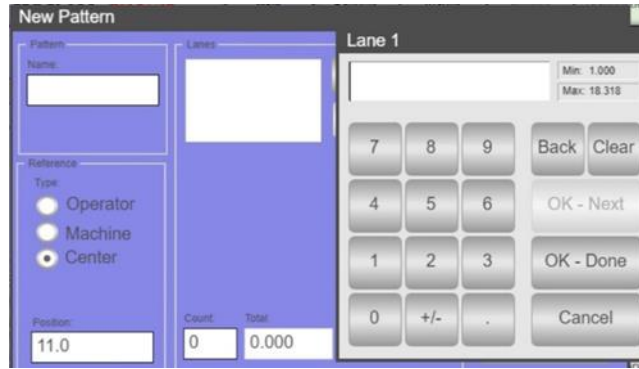 New Pattern
Pattern
Name:
Reference
Type:
Operator
Machine
Center
Position:
11.0
Lanes
Count:
0
Total:
0.000
Lane 1
Min: 1.000
Max: 18.318
7 8 9 Back Clear
4 5 6 OK - Next
1 2 3 OK - Done
0 +/- . Cancel